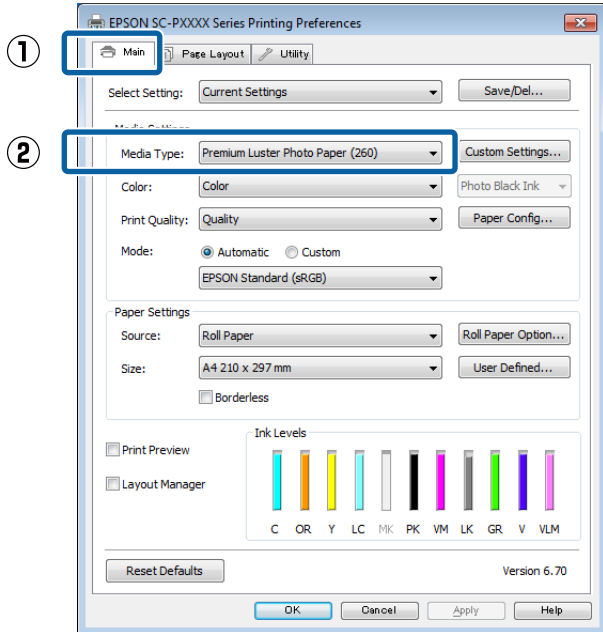 EPSON SC-PXXXX Series Printing Preferences
1
Main Page Layout Utility
Select Setting: Current Settings Save/Del...
Media Settings
2
Media Type: Premium Luster Photo Paper (260) Custom Settings...
Color: Color Photo Black Ink
Print Quality: Quality Paper Config...
Mode: Automatic Custom
EPSON Standard (sRGB)
Paper Settings
Source: Roll Paper Roll Paper Option...
Size: A4 210 x 297 mm User Defined...
Borderless
Ink Levels
Print Preview
Layout Manager
C OR Y LC MK PK VM LK GR V VLM
Reset Defaults Version 6.70
OK Cancel Apply Help